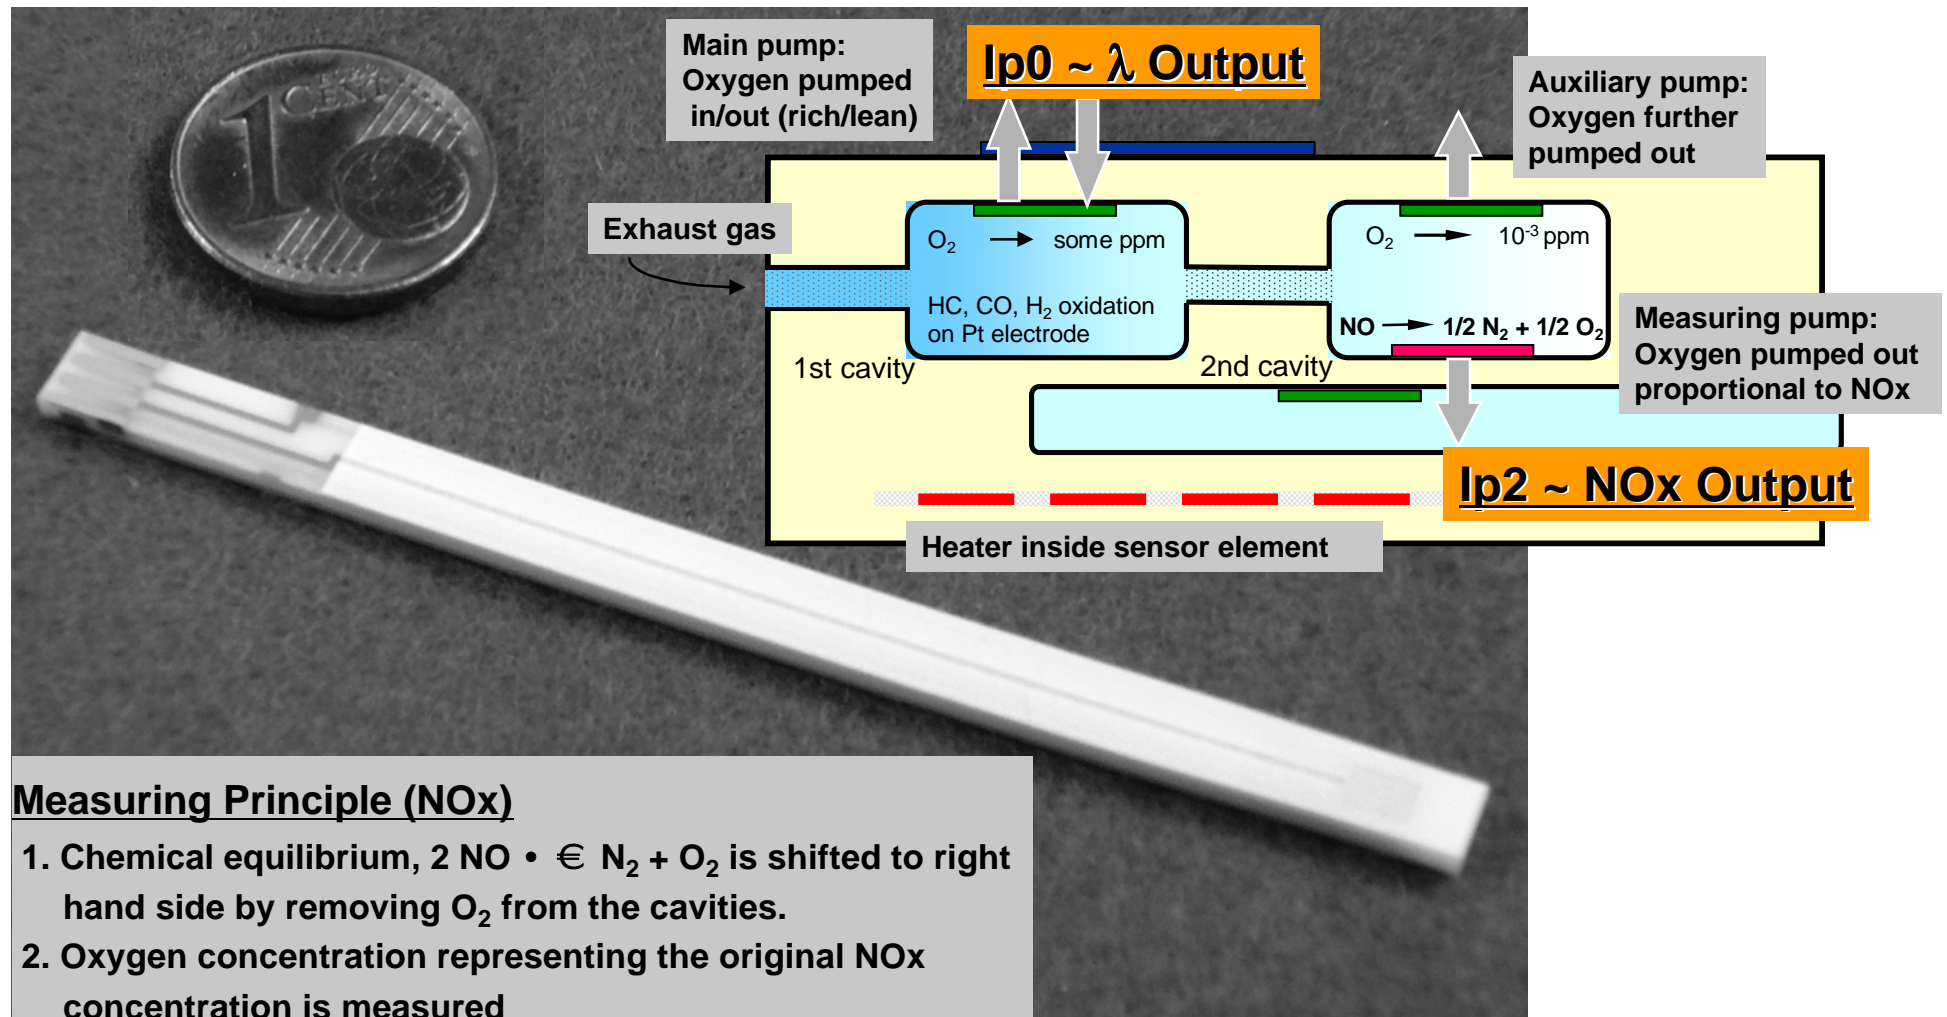 1
CENT
Main pump:
Oxygen pumped
in/out (rich/lean)
Ip0 ~ λ Output
Auxiliary pump:
Oxygen further
pumped out
Exhaust gas
O₂ → some ppm
HC, CO, H₂ oxidation
on Pt electrode
1st cavity
O₂ → 10⁻³ ppm
NO → 1/2 N₂ + 1/2 O₂
2nd cavity
Measuring pump:
Oxygen pumped out
proportional to NOx
Ip2 ~ NOx Output
Heater inside sensor element
Measuring Principle (NOx)
1. Chemical equilibrium, 2 NO • € N₂ + O₂ is shifted to right
hand side by removing O₂ from the cavities.
2. Oxygen concentration representing the original NOx
concentration is measured